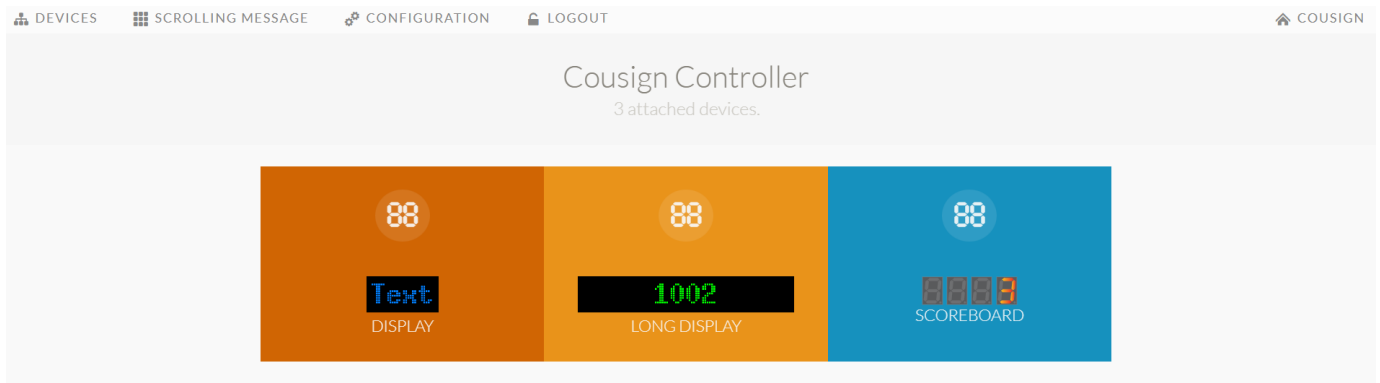 DEVICES SCROLLING MESSAGE CONFIGURATION LOGOUT COUSIGN
Cousign Controller
3 attached devices.
88 88 88
Text 1002 3
DISPLAY LONG DISPLAY SCOREBOARD